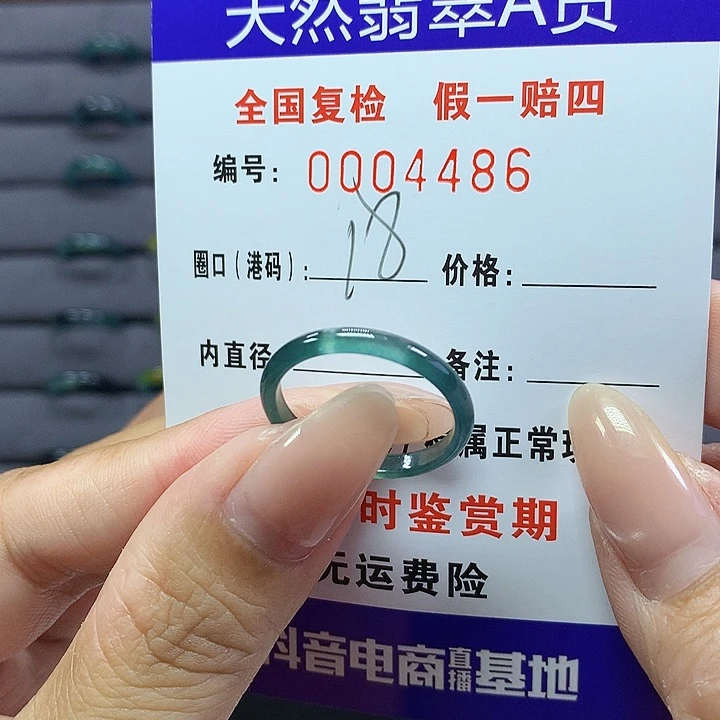 天然翡翠A货
全国复检 假一赔四
编号: 0004486
圈口(港码): 18 价格:
内直径 备注:
属正常现
时鉴赏期
无运费险
抖音电商直播基地